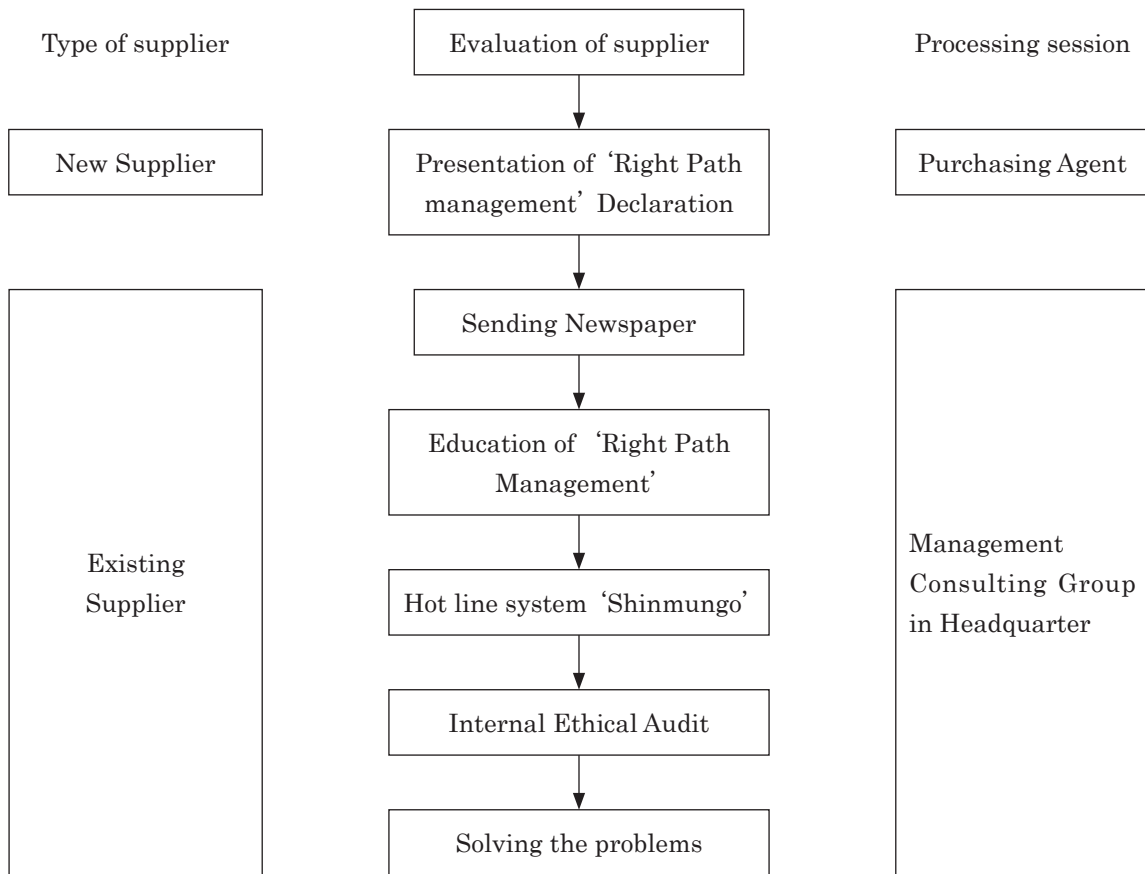 Type of supplier
Evaluation of supplier
Processing session
New Supplier
Presentation of ‘Right Path
management’ Declaration
Purchasing Agent
Sending Newspaper
Education of ‘Right Path
Management’
Existing
Supplier
Hot line system ‘Shinmungo’
Management
Consulting Group
in Headquarter
Internal Ethical Audit
Solving the problems